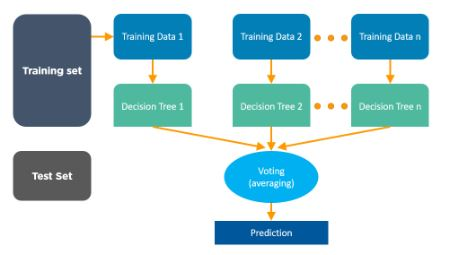 Training set
Training Data 1
Training Data 2
Training Data n
Decision Tree 1
Decision Tree 2
Decision Tree n
Test Set
Voting
(averaging)
Prediction